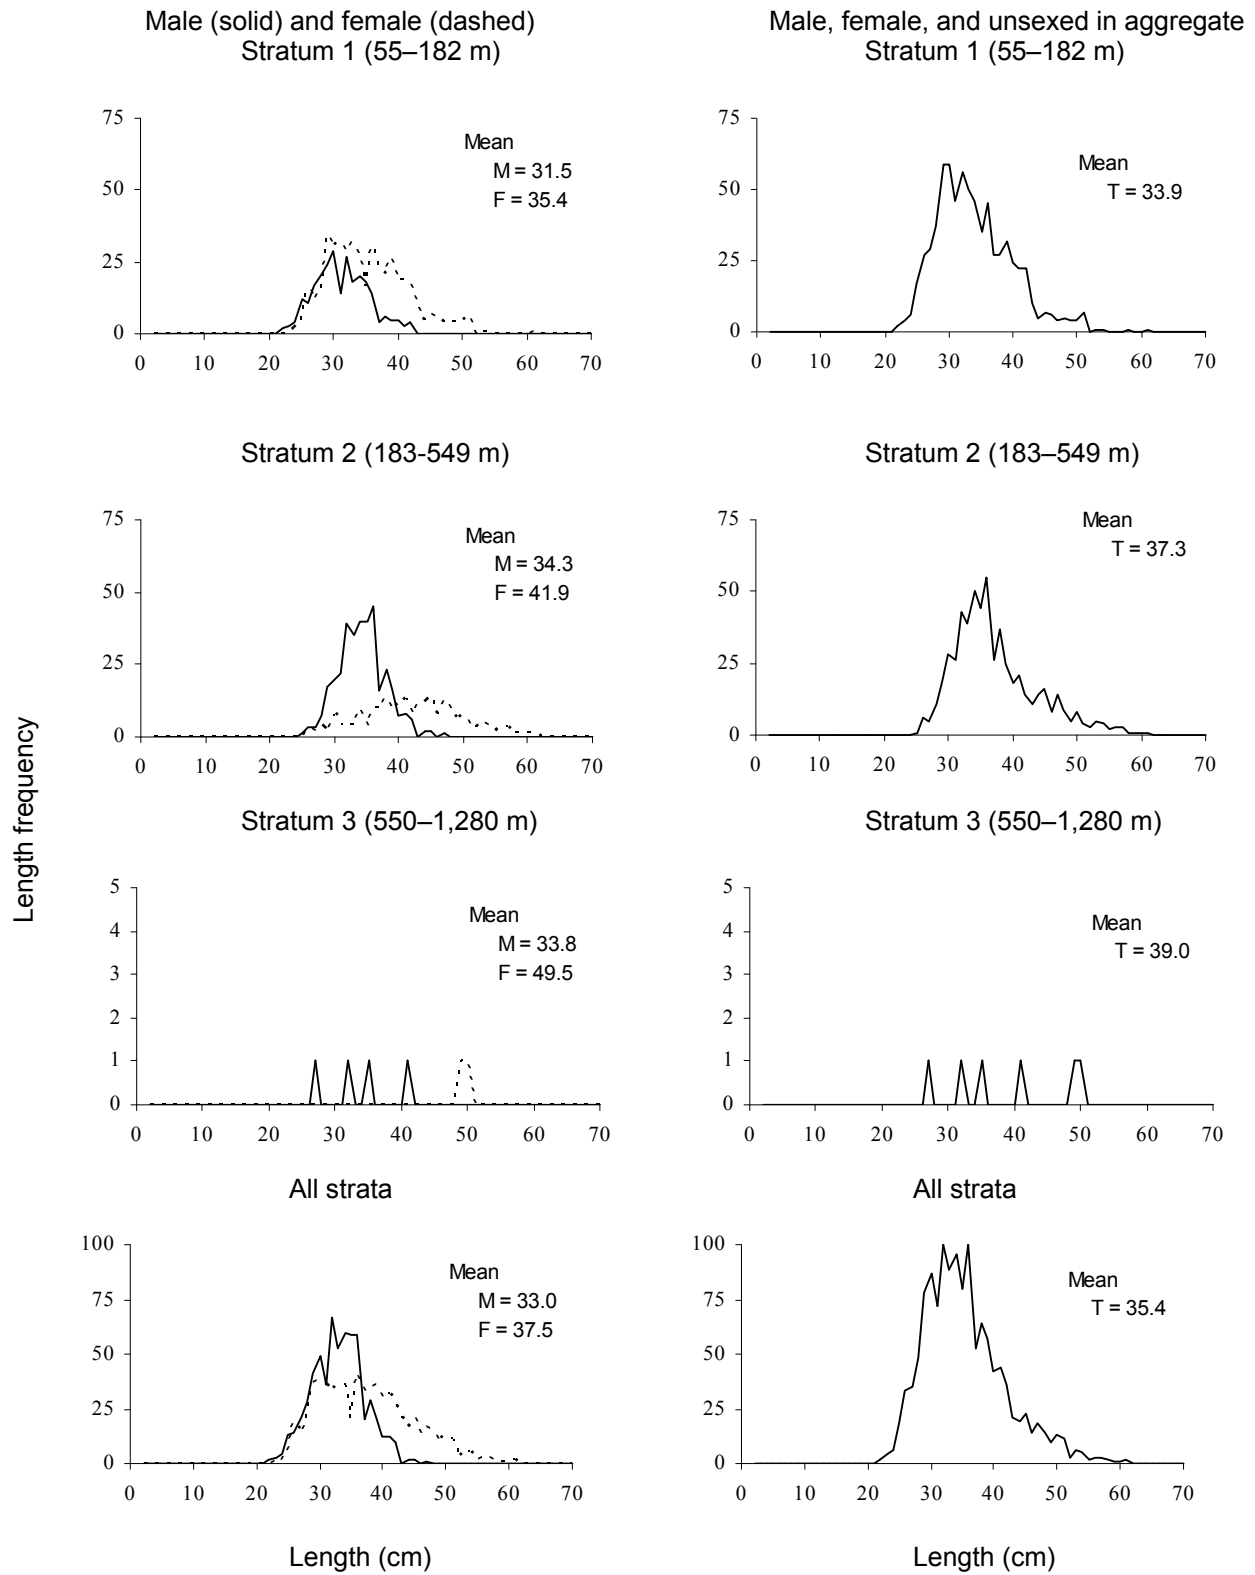 Male (solid) and female (dashed)
Stratum 1 (55–182 m)
75
50
25
0
0 10 20 30 40 50 60 70
Mean
M = 31.5
F = 35.4
Male, female, and unsexed in aggregate
Stratum 1 (55–182 m)
75
50
25
0
0 10 20 30 40 50 60 70
Mean
T = 33.9
Stratum 2 (183-549 m)
75
50
25
0
0 10 20 30 40 50 60 70
Mean
M = 34.3
F = 41.9
Stratum 2 (183–549 m)
75
50
25
0
0 10 20 30 40 50 60 70
Mean
T = 37.3
Length frequency
Stratum 3 (550–1,280 m)
5
4
3
2
1
0
0 10 20 30 40 50 60 70
Mean
M = 33.8
F = 49.5
Stratum 3 (550–1,280 m)
5
4
3
2
1
0
0 10 20 30 40 50 60 70
Mean
T = 39.0
All strata
100
75
50
25
0
0 10 20 30 40 50 60 70
Mean
M = 33.0
F = 37.5
Length (cm)
All strata
100
75
50
25
0
0 10 20 30 40 50 60 70
Mean
T = 35.4
Length (cm)